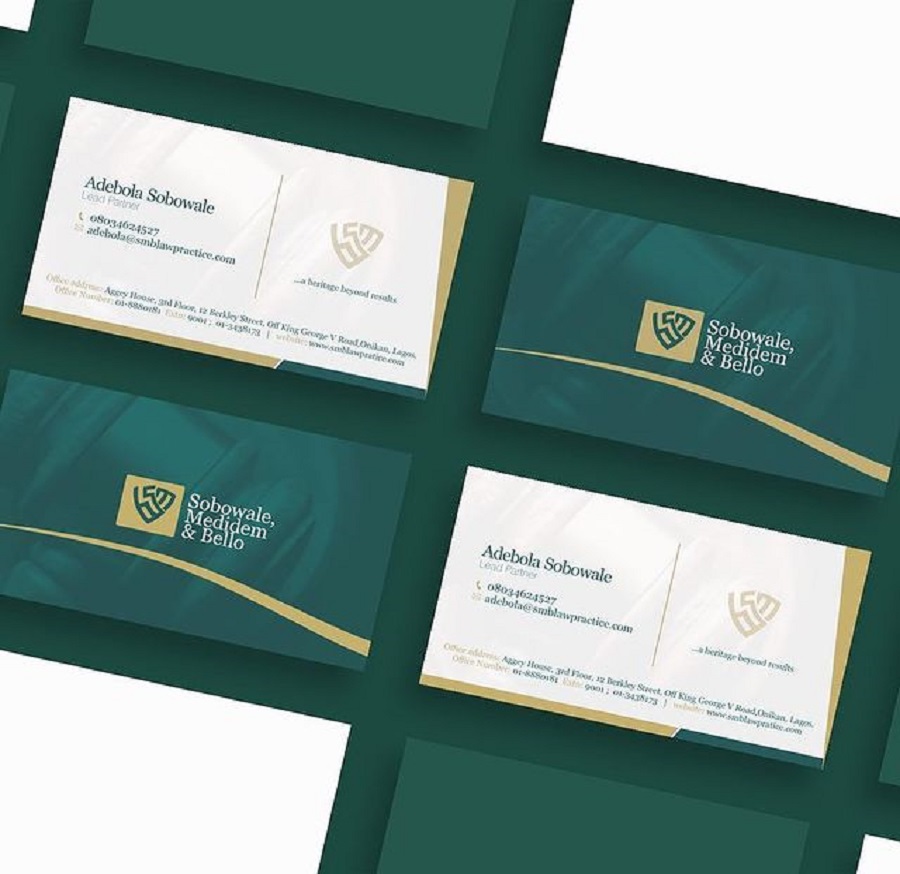 Adebola Sobowale
Lead Partner
08034624527
adebola@smblawpractice.com
...a heritage beyond results
Office address: Aggey House, 3rd Floor, 12 Berkley Street, Off King George V Road,Onikan, Lagos.
Office Number: 01-8880181 Extn: 9001 ; 01-3438173 | website: www.smblawpractice.com
Sobowale,
Medidem
& Bello
Sobowale,
Medidem
& Bello
Adebola Sobowale
Lead Partner
08034624527
adebola@smblawpractice.com
...a heritage beyond results
Office address: Aggey House, 3rd Floor, 12 Berkley Street, Off King George V Road,Onikan, Lagos.
Office Number: 01-8880181 Extn: 9001 ; 01-3438173 | website: www.smblawpractice.com